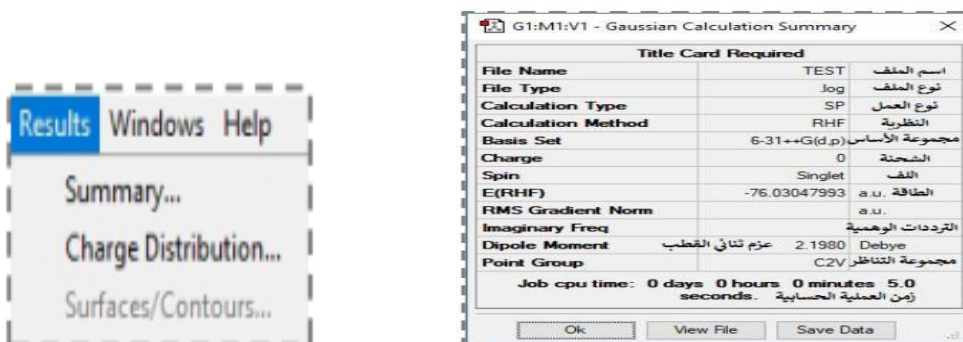 Results Windows Help
Summary...
Charge Distribution...
Surfaces/Contours...
G1:M1:V1 - Gaussian Calculation Summary
Title Card Required
File Name TEST اسم الملف
File Type .log نوع الملف
Calculation Type SP نوع العمل
Calculation Method RHF النظرية
Basis Set 6-31++G(d,p) مجموعة الأساس
Charge 0 الشحنة
Spin Singlet اللف
E(RHF) -76.03047993 a.u. الطاقة
RMS Gradient Norm a.u.
Imaginary Freq الترددات الوهمية
Dipole Moment عزم ثنائي القطب 2.1980 Debye
Point Group C2V مجموعة التناظر
Job cpu time: 0 days 0 hours 0 minutes 5.0
seconds. زمن العملية الحسابية
Ok View File Save Data